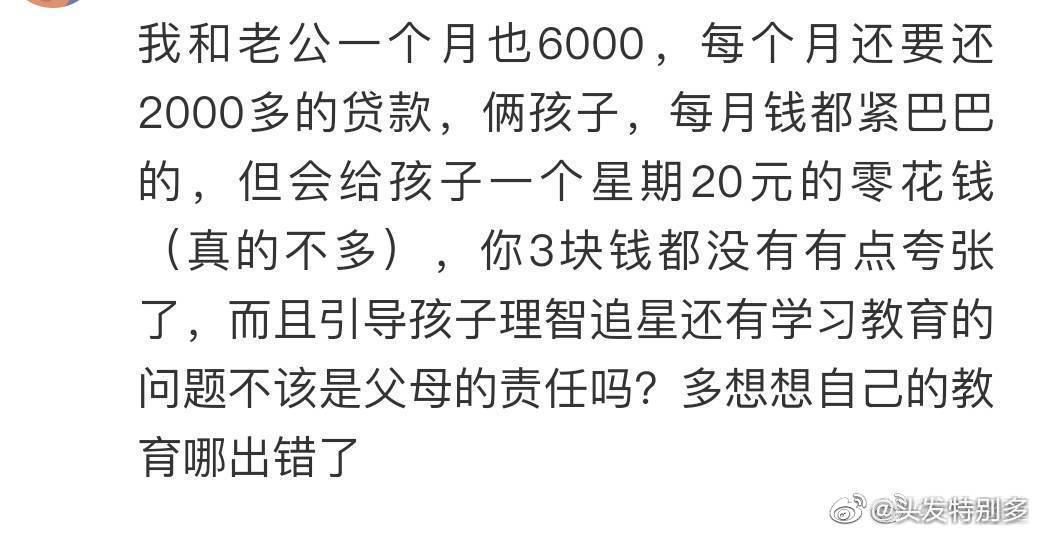 我和老公一个月也6000，每个月还要还
2000多的贷款，俩孩子，每月钱都紧巴巴
的，但会给孩子一个星期20元的零花钱
（真的不多），你3块钱都没有有点夸张
了，而且引导孩子理智追星还有学习教育的
问题不该是父母的责任吗？多想想自己的教
育哪出错了
@头发特别多